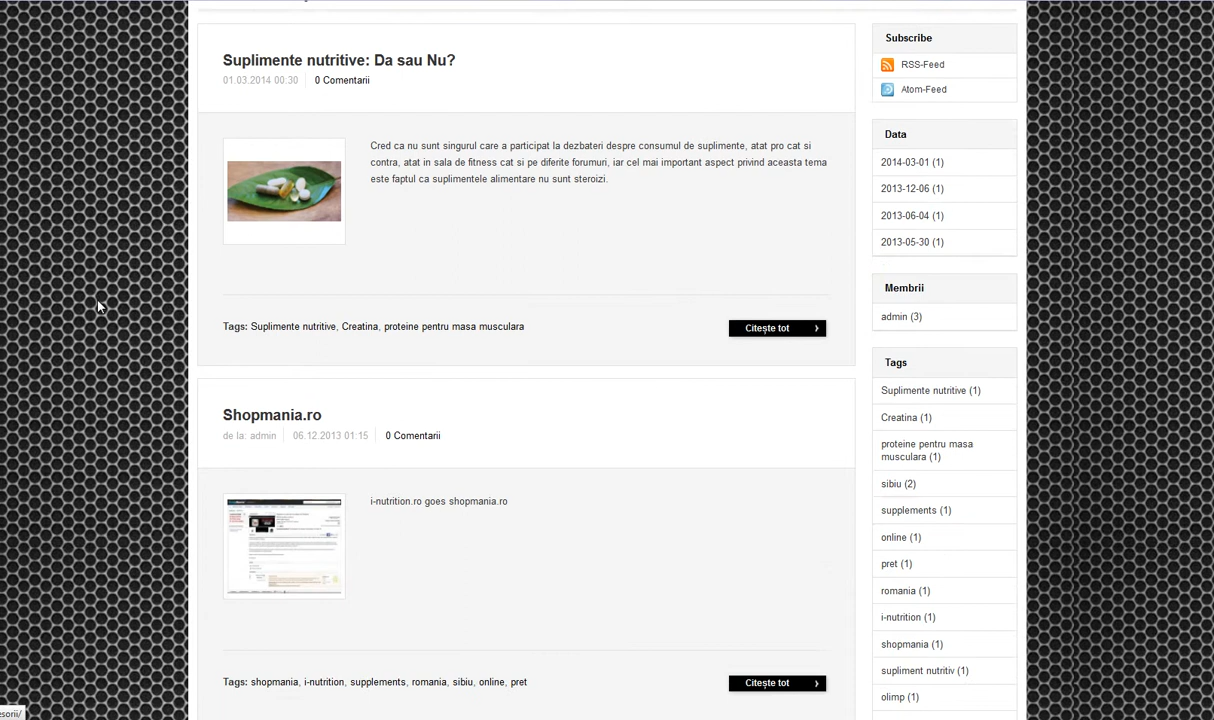 Suplimente nutritive: Da sau Nu?
01.03.2014 00:30
0 Comentarii
Cred ca nu sunt singurul care a participat la dezbateri despre consumul de suplimente, atat pro cat si
contra, atat in sala de fitness cat si pe diferite forumuri, iar cel mai important aspect privind aceasta tema
este faptul ca suplimentele alimentare nu sunt steroizi.
Tags: Suplimente nutritive, Creatina, proteine pentru masa musculara
Citește tot
Shopmania.ro
de la: admin
06.12.2013 01:15
0 Comentarii
i-nutrition.ro goes shopmania.ro
Tags: shopmania, i-nutrition, supplements, romania, sibiu, online, pret
Citește tot
Subscribe
RSS-Feed
Atom-Feed
Data
2014-03-01 (1)
2013-12-06 (1)
2013-06-04 (1)
2013-05-30 (1)
Membrii
admin (3)
Tags
Suplimente nutritive (1)
Creatina (1)
proteine pentru masa
musculara (1)
sibiu (2)
supplements (1)
online (1)
pret (1)
romania (1)
i-nutrition (1)
shopmania (1)
supliment nutritiv (1)
olimp (1)
esorii/